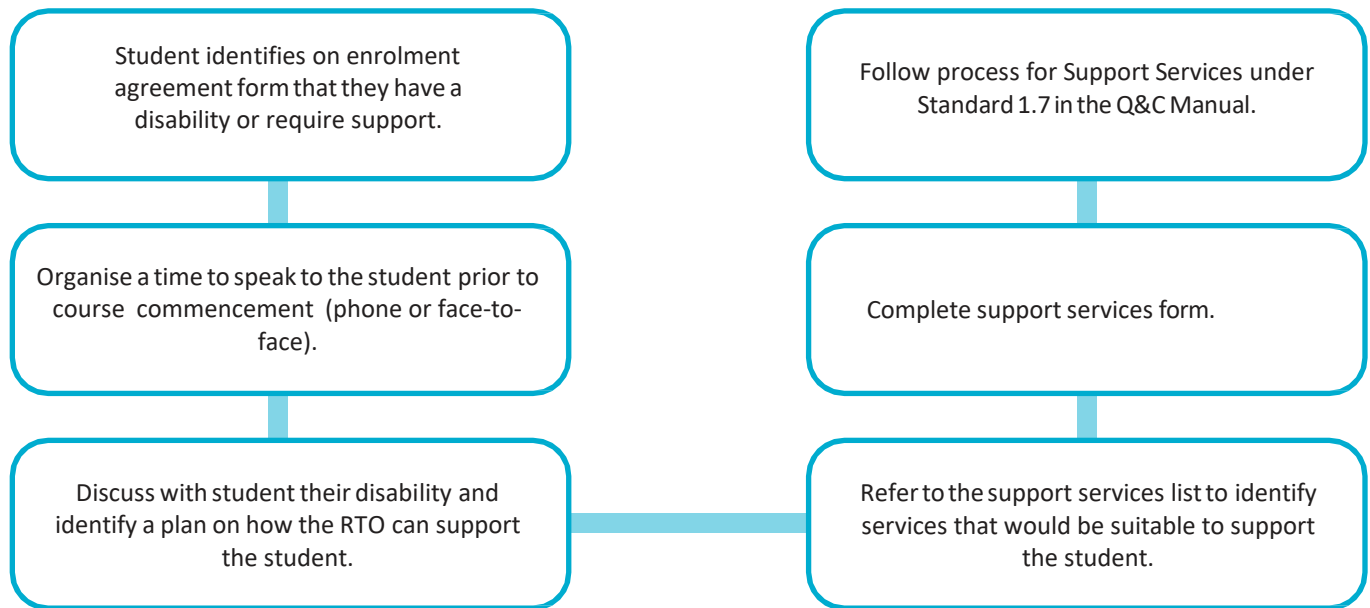 Student identifies on enrolment
agreement form that they have a
disability or require support.
Organise a time to speak to the student prior to
course commencement (phone or face-to-
face).
Discuss with student their disability and
identify a plan on how the RTO can support
the student.
Refer to the support services list to identify
services that would be suitable to support
the student.
Complete support services form.
Follow process for Support Services under
Standard 1.7 in the Q&C Manual.